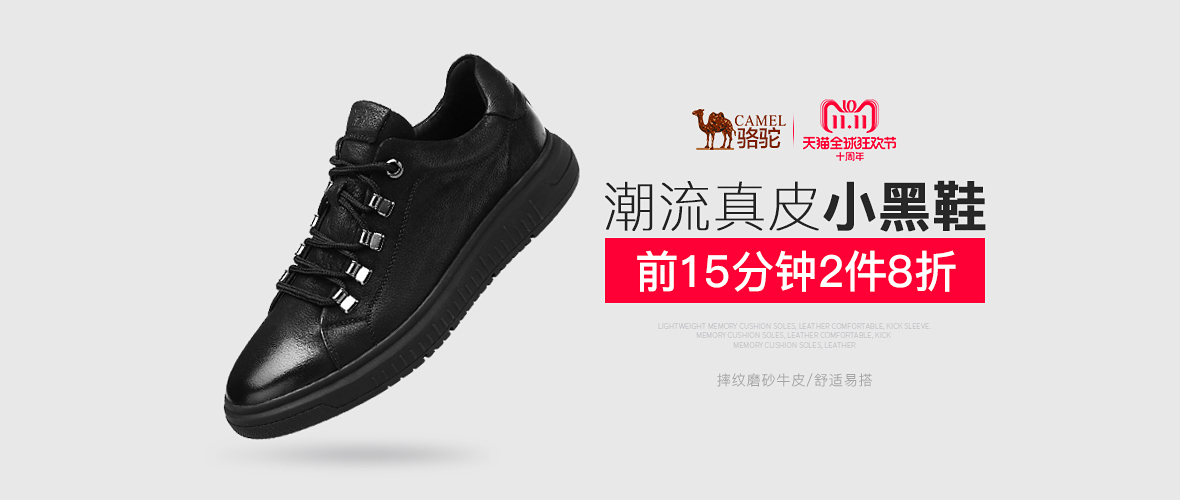 CAMEL
骆驼
10
11.11
天猫全球狂欢节
十周年
潮流真皮小黑鞋
前15分钟2件8折
LIGHTWEIGHT MEMORY CUSHION SOLES, LEATHER COMFORTABLE, KICK SLEEVE.
MEMORY CUSHION SOLES, LEATHER COMFORTABLE, KICK
MEMORY CUSHION SOLE'S, LEATHER
摔纹磨砂牛皮/舒适易搭